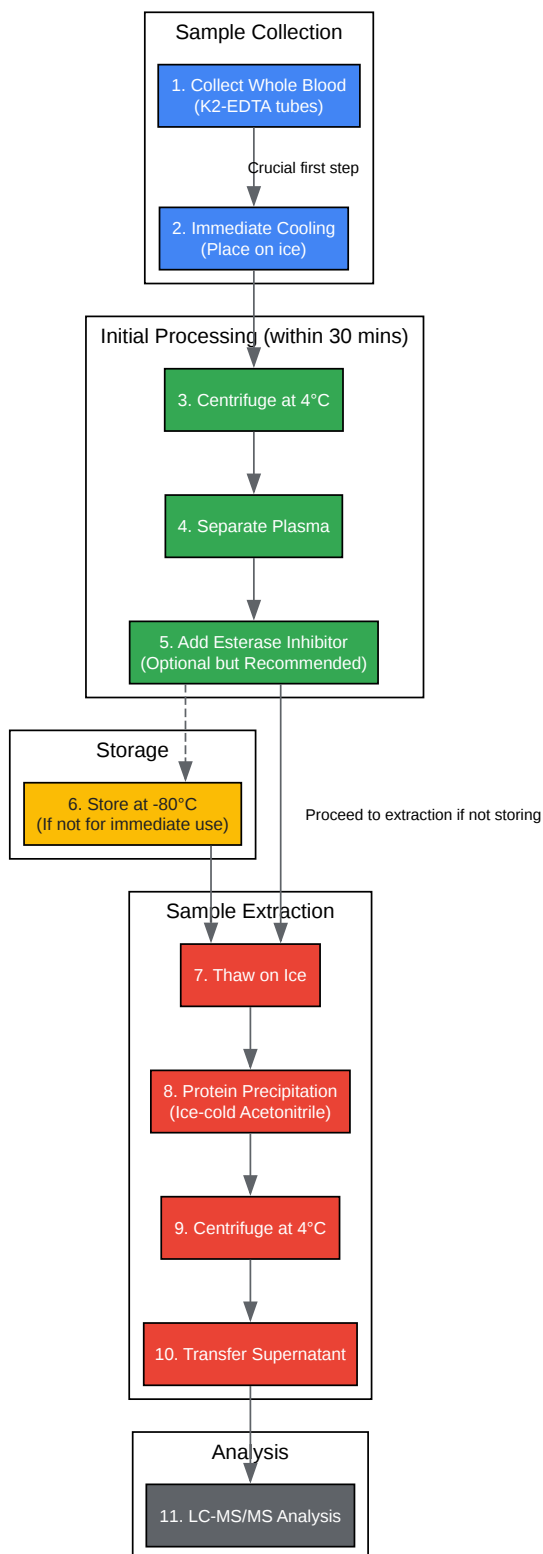 Sample Collection
1. Collect Whole Blood
(K2-EDTA tubes)
Crucial first step
2. Immediate Cooling
(Place on ice)
Initial Processing (within 30 mins)
3. Centrifuge at 4°C
4. Separate Plasma
5. Add Esterase Inhibitor
(Optional but Recommended)
Storage
6. Store at -80°C
(If not for immediate use)
Proceed to extraction if not storing
Sample Extraction
7. Thaw on Ice
8. Protein Precipitation
(Ice-cold Acetonitrile)
9. Centrifuge at 4°C
10. Transfer Supernatant
Analysis
11. LC-MS/MS Analysis